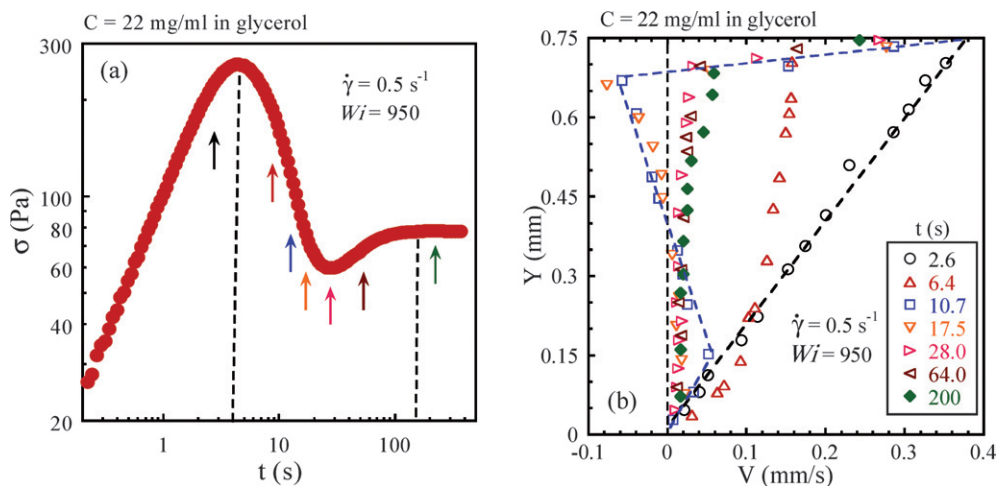 C = 22 mg/ml in glycerol
300
(a)
γ̇ = 0.5 s⁻¹
Wi = 950
100
80
60
40
20
σ (Pa)
1
10
100
t (s)
C = 22 mg/ml in glycerol
0.75
0.6
0.45
0.3
0.15
0
Y (mm)
t (s)
2.6
6.4
10.7
17.5
28.0
64.0
200
γ̇ = 0.5 s⁻¹
Wi = 950
(b)
-0.1
0
0.1
0.2
0.3
0.4
V (mm/s)